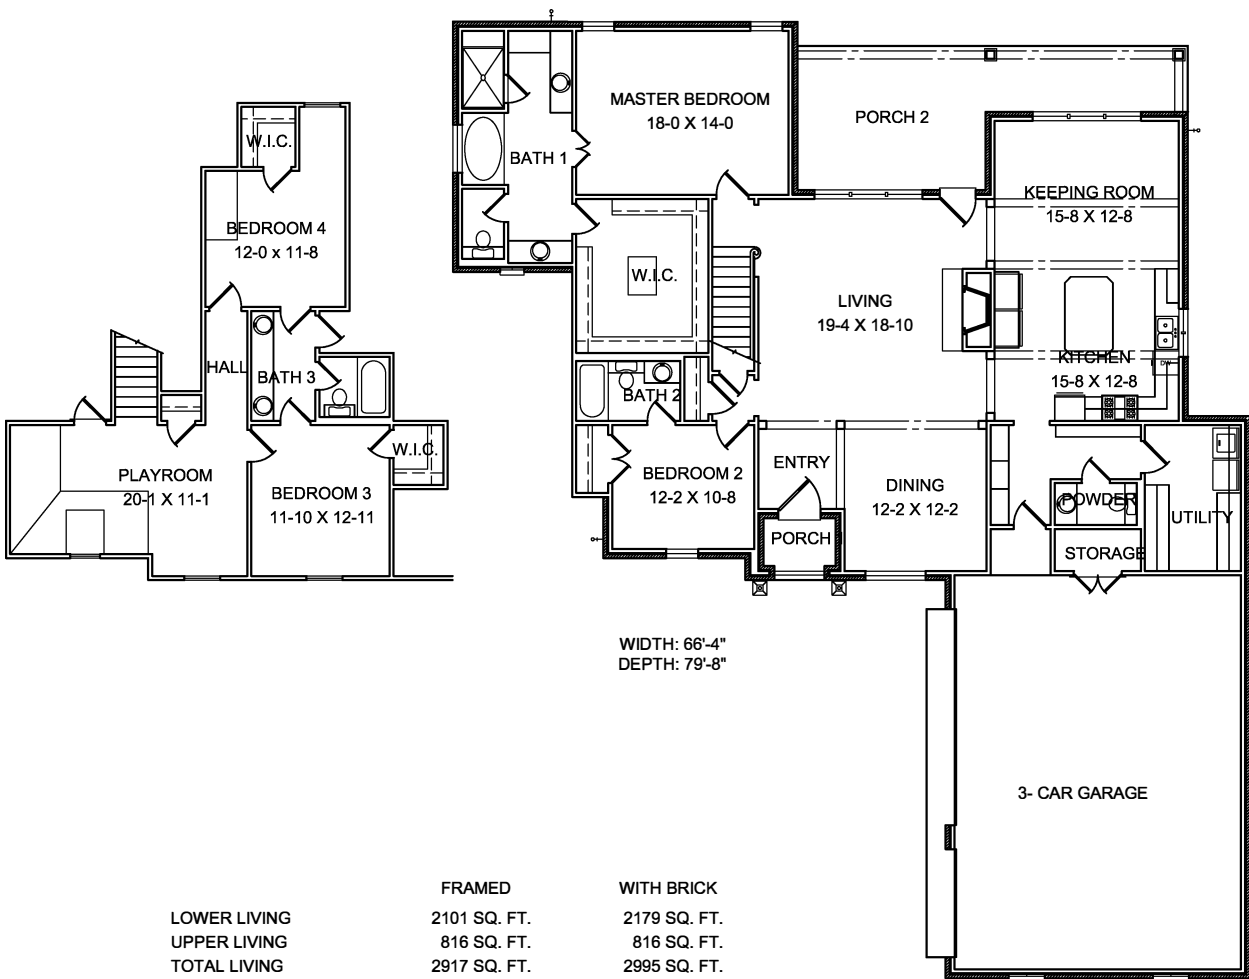 MASTER BEDROOM
18-0 X 14-0
PORCH 2
BATH 1
W.I.C.
KEEPING ROOM
15-8 X 12-8
BEDROOM 4
12-0 x 11-8
W.I.C.
LIVING
19-4 X 18-10
KITCHEN
15-8 X 12-8
DW
HALL
BATH 3
BATH 2
PLAYROOM
20-1 X 11-1
BEDROOM 3
11-10 X 12-11
W.I.C.
BEDROOM 2
12-2 X 10-8
ENTRY
DINING
12-2 X 12-2
POWDER
UTILITY
PORCH 1
STORAGE
WIDTH: 66'-4"
DEPTH: 79'-8"
3- CAR GARAGE
FRAMED WITH BRICK
LOWER LIVING 2101 SQ. FT. 2179 SQ. FT.
UPPER LIVING 816 SQ. FT. 816 SQ. FT.
TOTAL LIVING 2917 SQ. FT. 2995 SQ. FT.